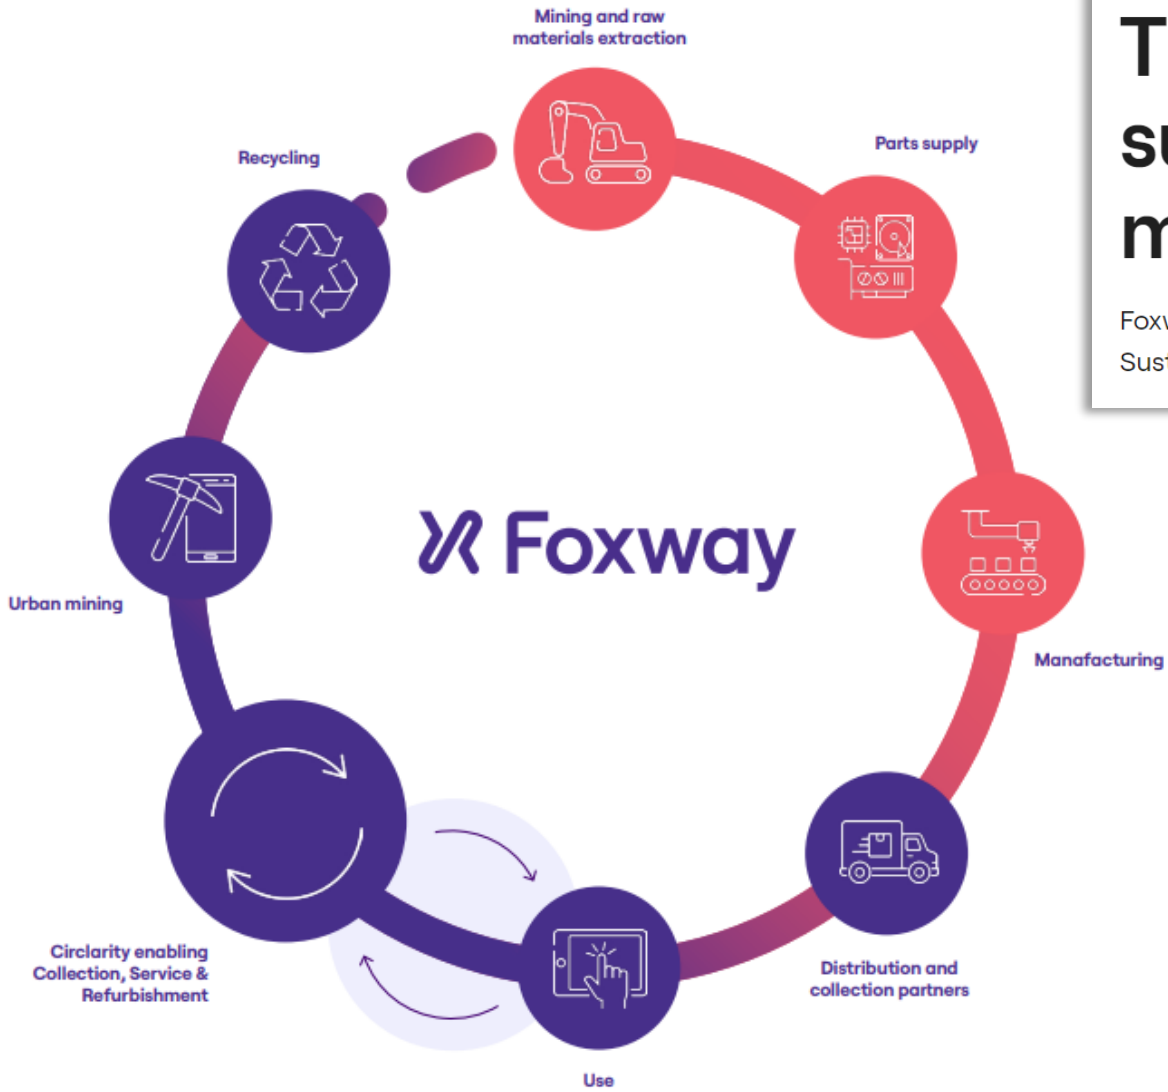 Mining and raw
materials extraction
Recycling
Parts supply
Foxway
Urban mining
Manafacturing
Circlarity enabling
Collection, Service &
Refurbishment
Distribution and
collection partners
Use